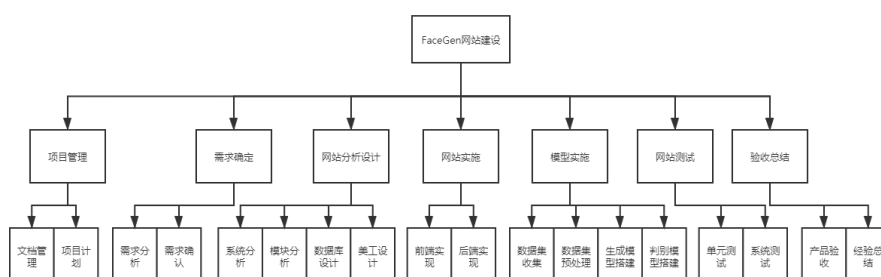 FaceGen网站建设
项目管理
需求确定
网站分析设计
网站实施
模型实施
网站测试
验收总结
文档管
理
项目计
划
需求分
析
需求确
认
系统分
析
模块分
析
数据库
设计
美工设
计
前端实
现
后端实
现
数据集
收集
数据集
预处理
生成模
型搭建
判别模
型搭建
单元测
试
系统测
试
产品验
收
经验总
结